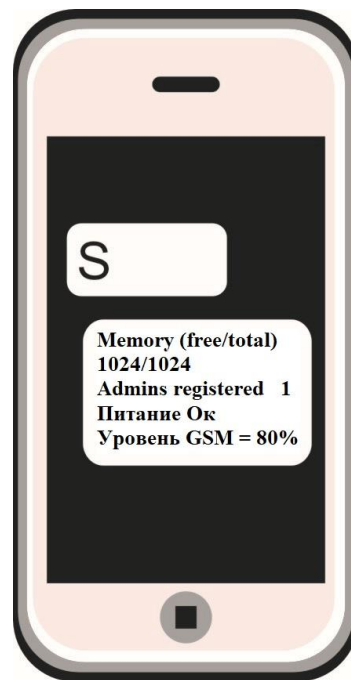 S
Memory (free/total)
1024/1024
Admins registered 1
Питание Ок
Уровень GSM = 80%